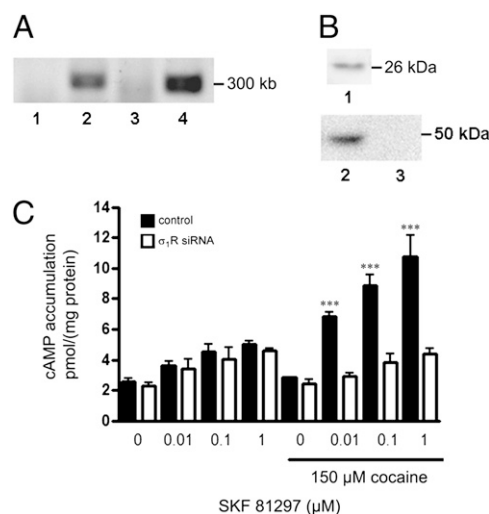 A
300 kb
1 2 3 4
B
26 kDa
1
50 kDa
2 3
C
cAMP accumulation
pmol/(mg protein)
14
12
10
8
6
4
2
0
control
σ1R siRNA
***
***
***
0 0.01 0.1 1 0 0.01 0.1 1
150 µM cocaine
SKF 81297 (µM)